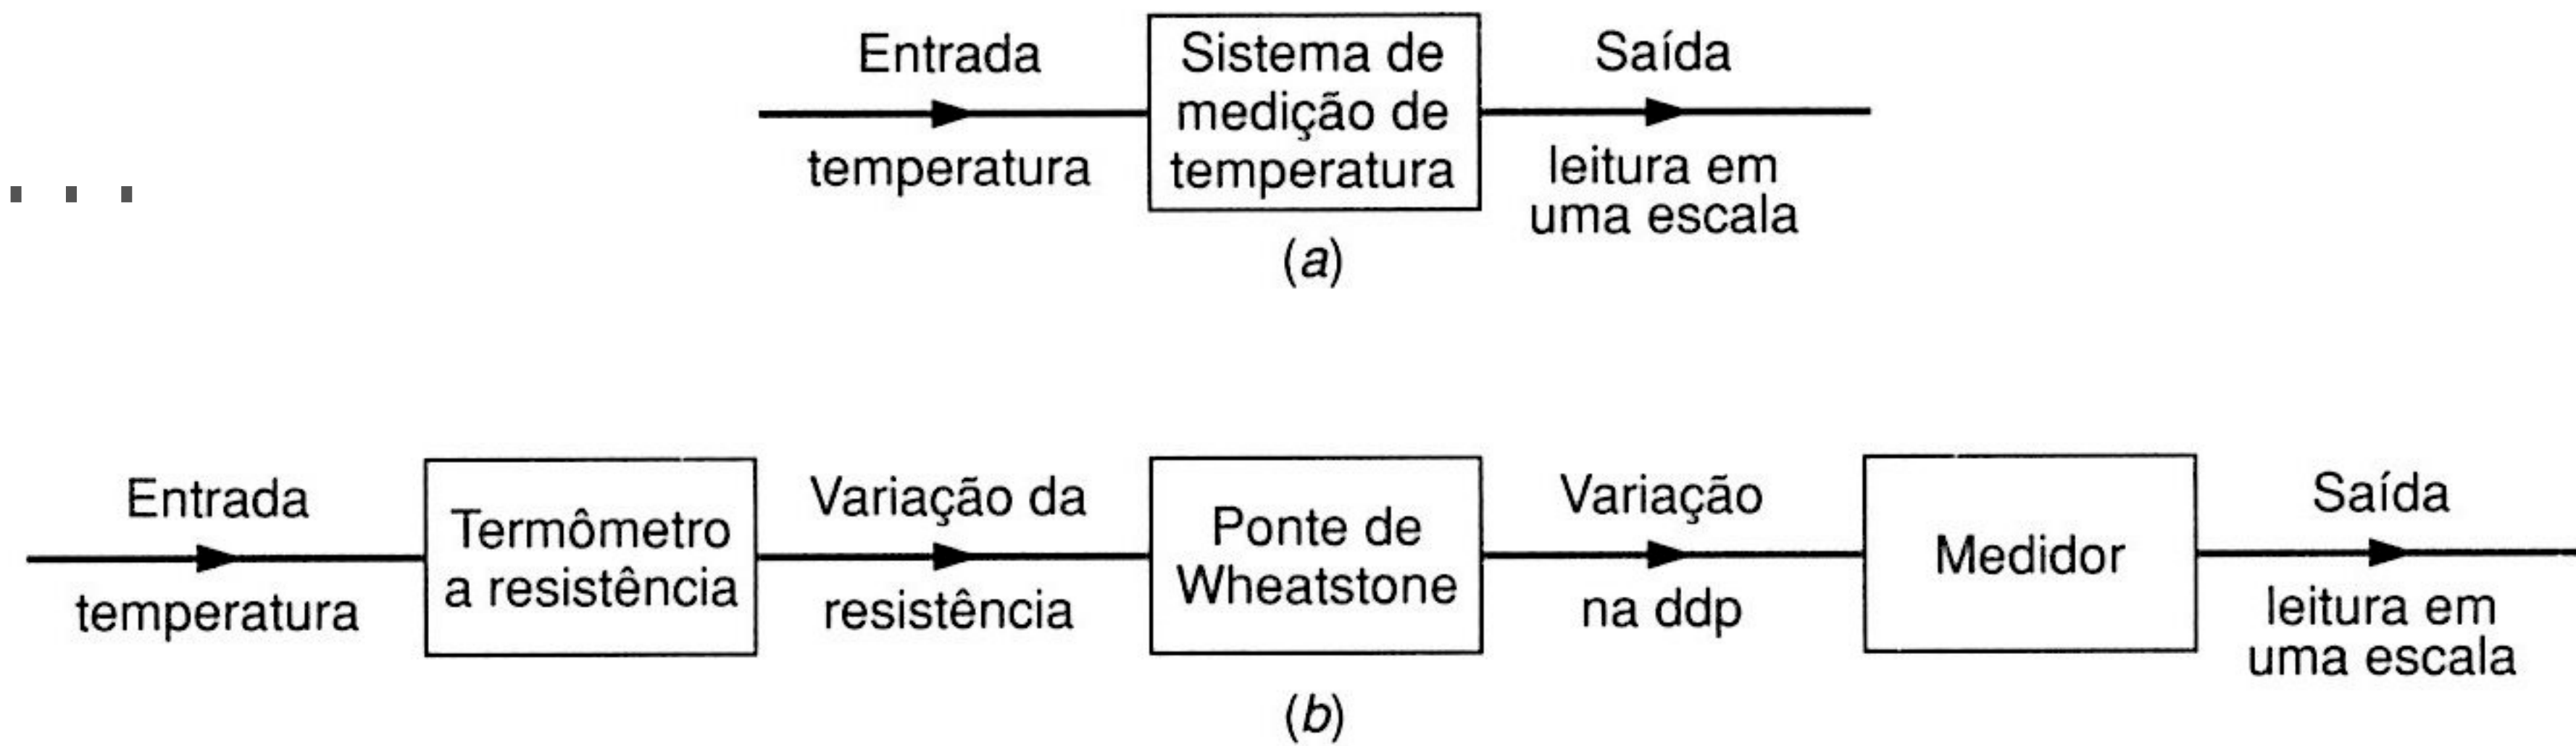 Entrada
temperatura
Sistema de
medição de
temperatura
Saída
leitura em
uma escala
(a)
Entrada
temperatura
Termômetro
a resistência
Variação da
resistência
Ponte de
Wheatstone
Variação
na ddp
Medidor
Saída
leitura em
uma escala
(b)